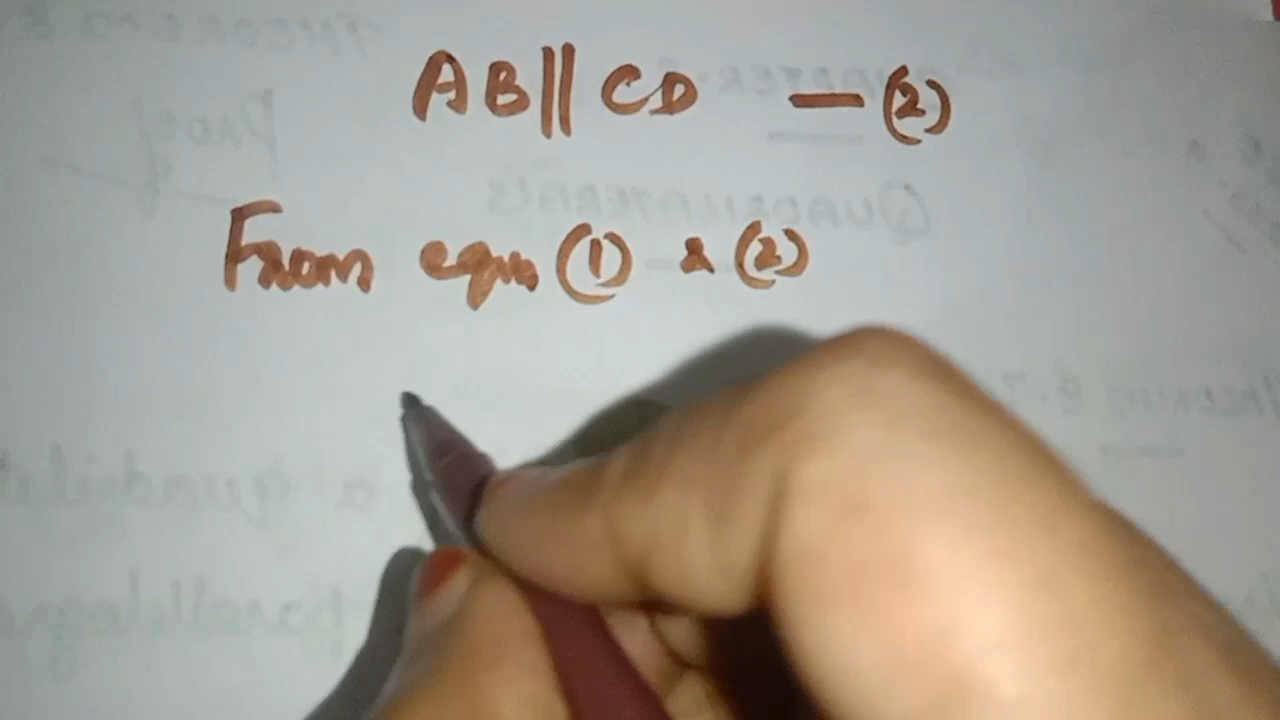 AB || CD — (2)
From eqn (1) & (2)